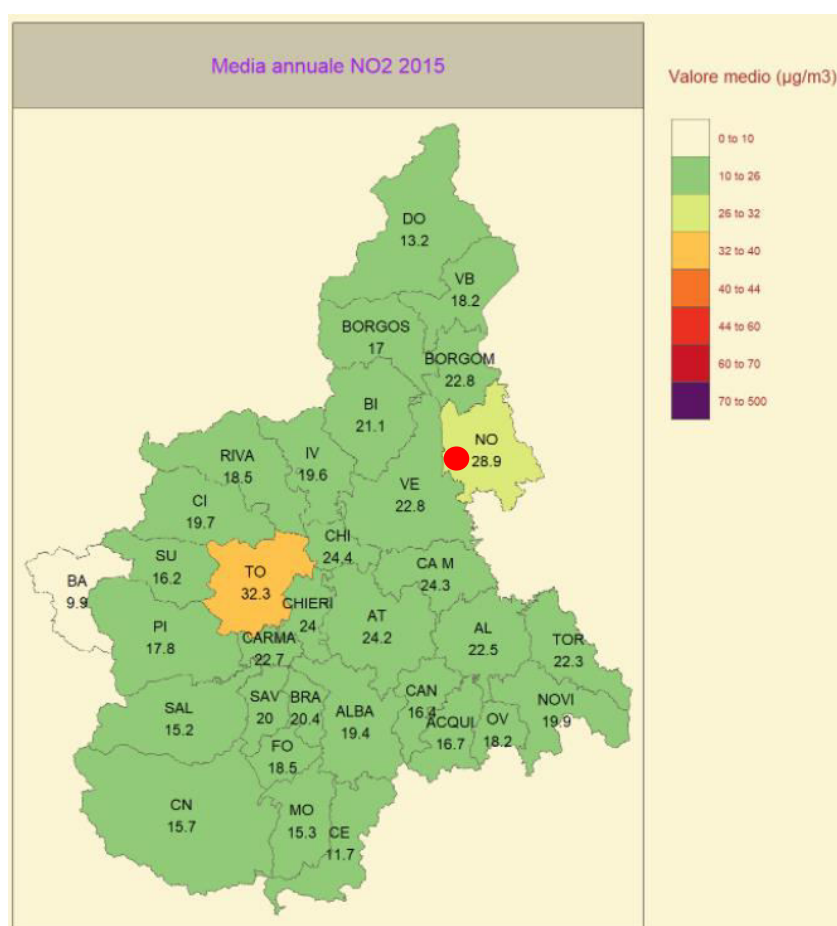 Media annuale NO2 2015
Valore medio (µg/m3)
0 to 10
10 to 26
26 to 32
32 to 40
40 to 44
44 to 60
60 to 70
70 to 500
DO
13.2
VB
18.2
BORGOS
17
BORGOM
22.8
BI
21.1
NO
28.9
RIVA
18.5
IV
19.6
VE
22.8
CI
19.7
CHI
24.4
CA M
24.3
SU
16.2
TO
32.3
BA
9.9
CHIERI
24
AT
24.2
PI
17.8
CARMA
22.7
AL
22.5
TOR
22.3
SAL
15.2
SAV
20
BRA
20.4
ALBA
19.4
CAN
16.4
ACQUI
16.7
OV
18.2
NOVI
19.9
FO
18.5
CN
15.7
MO
15.3
CE
11.7